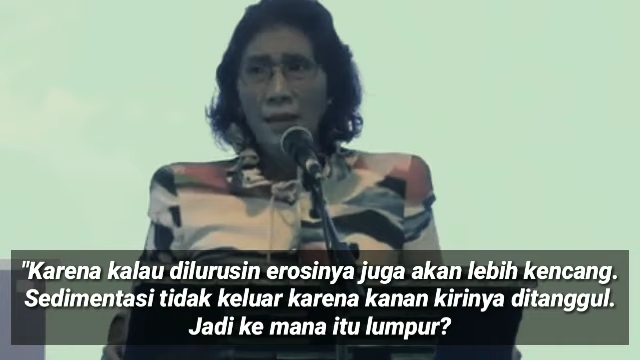 "Karena kalau dilurusin erosinya juga akan lebih kencang.
Sedimentasi tidak keluar karena kanan kirinya ditanggul.
Jadi ke mana itu lumpur?